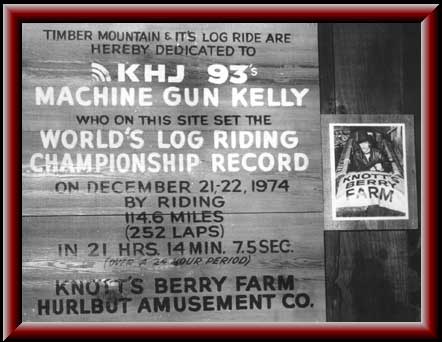 TIMBER MOUNTAIN & IT'S LOG RIDE ARE
HEREBY DEDICATED TO
KHJ 93's
MACHINE GUN KELLY
WHO ON THIS SITE SET THE
WORLD'S LOG RIDING
CHAMPIONSHIP RECORD
ON DECEMBER 21,-22, 1974
BY RIDING
114.6 MILES
(252 LAPS)
IN 21 HRS. 14 MIN. 7.5 SEC.
(OVER A 24 HOUR PERIOD)
KNOTT'S BERRY FARM
HURLBUT AMUSEMENT CO.
KNOTT'S
BERRY
FARM